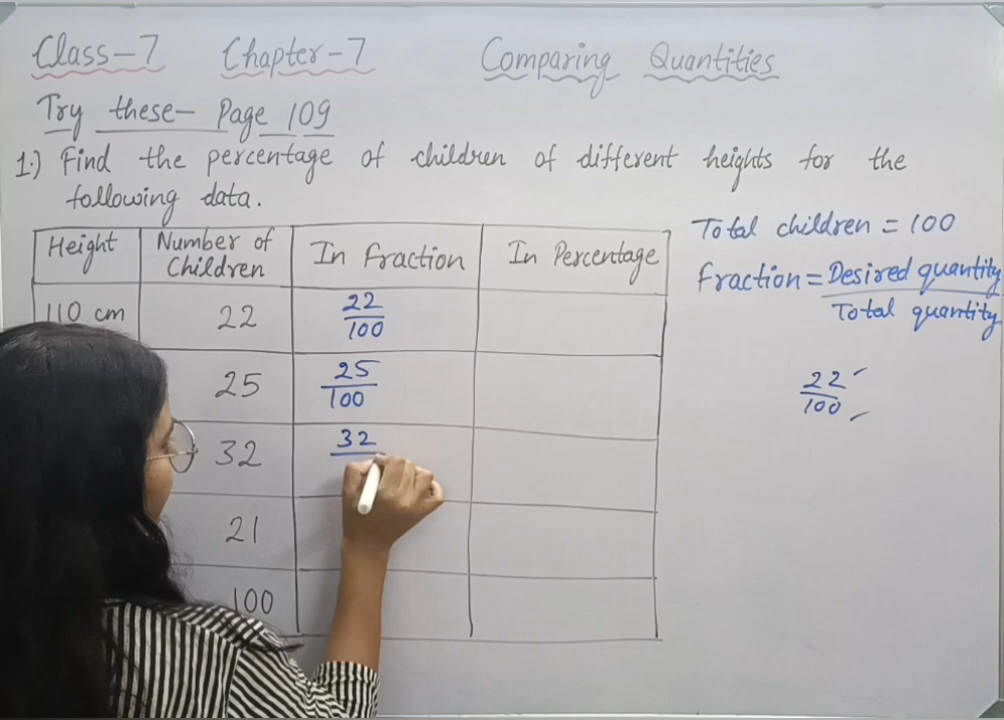 Class-7 Chapter-7 Comparing Quantities
Try these- Page 109
1.) Find the percentage of children of different heights for the
following data.
Height Number of Children In Fraction In Percentage
110 cm 22 22/100
25 25/100
32 32
21
100
Total children = 100
Fraction = Desired quantity / Total quantity
22/100